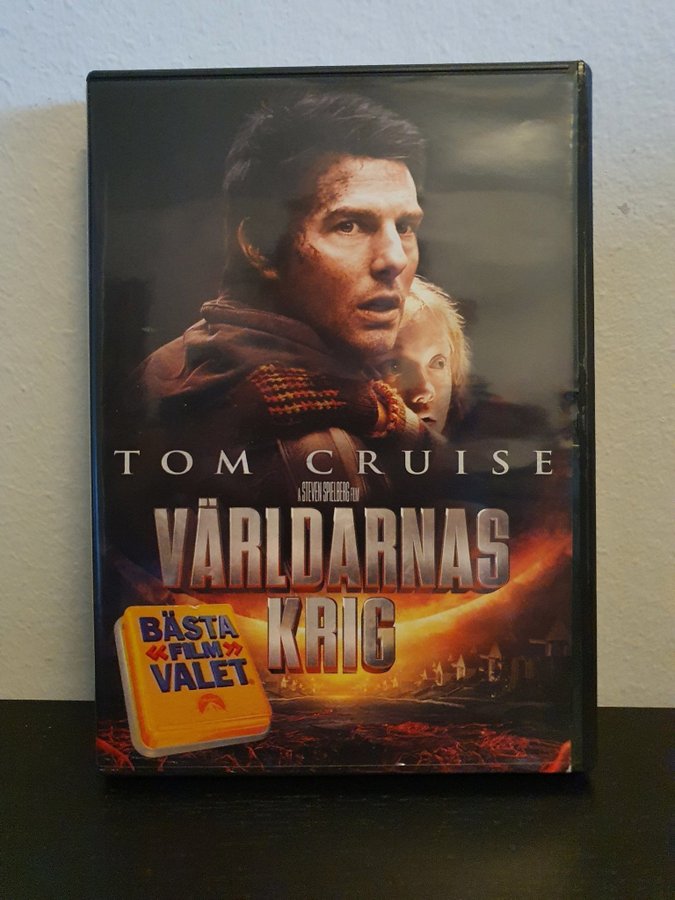 TOM CRUISE
A STEVEN SPIELBERG FILM
VÄRLDARNAS
KRIG
BÄSTA
«FILM»
VALET